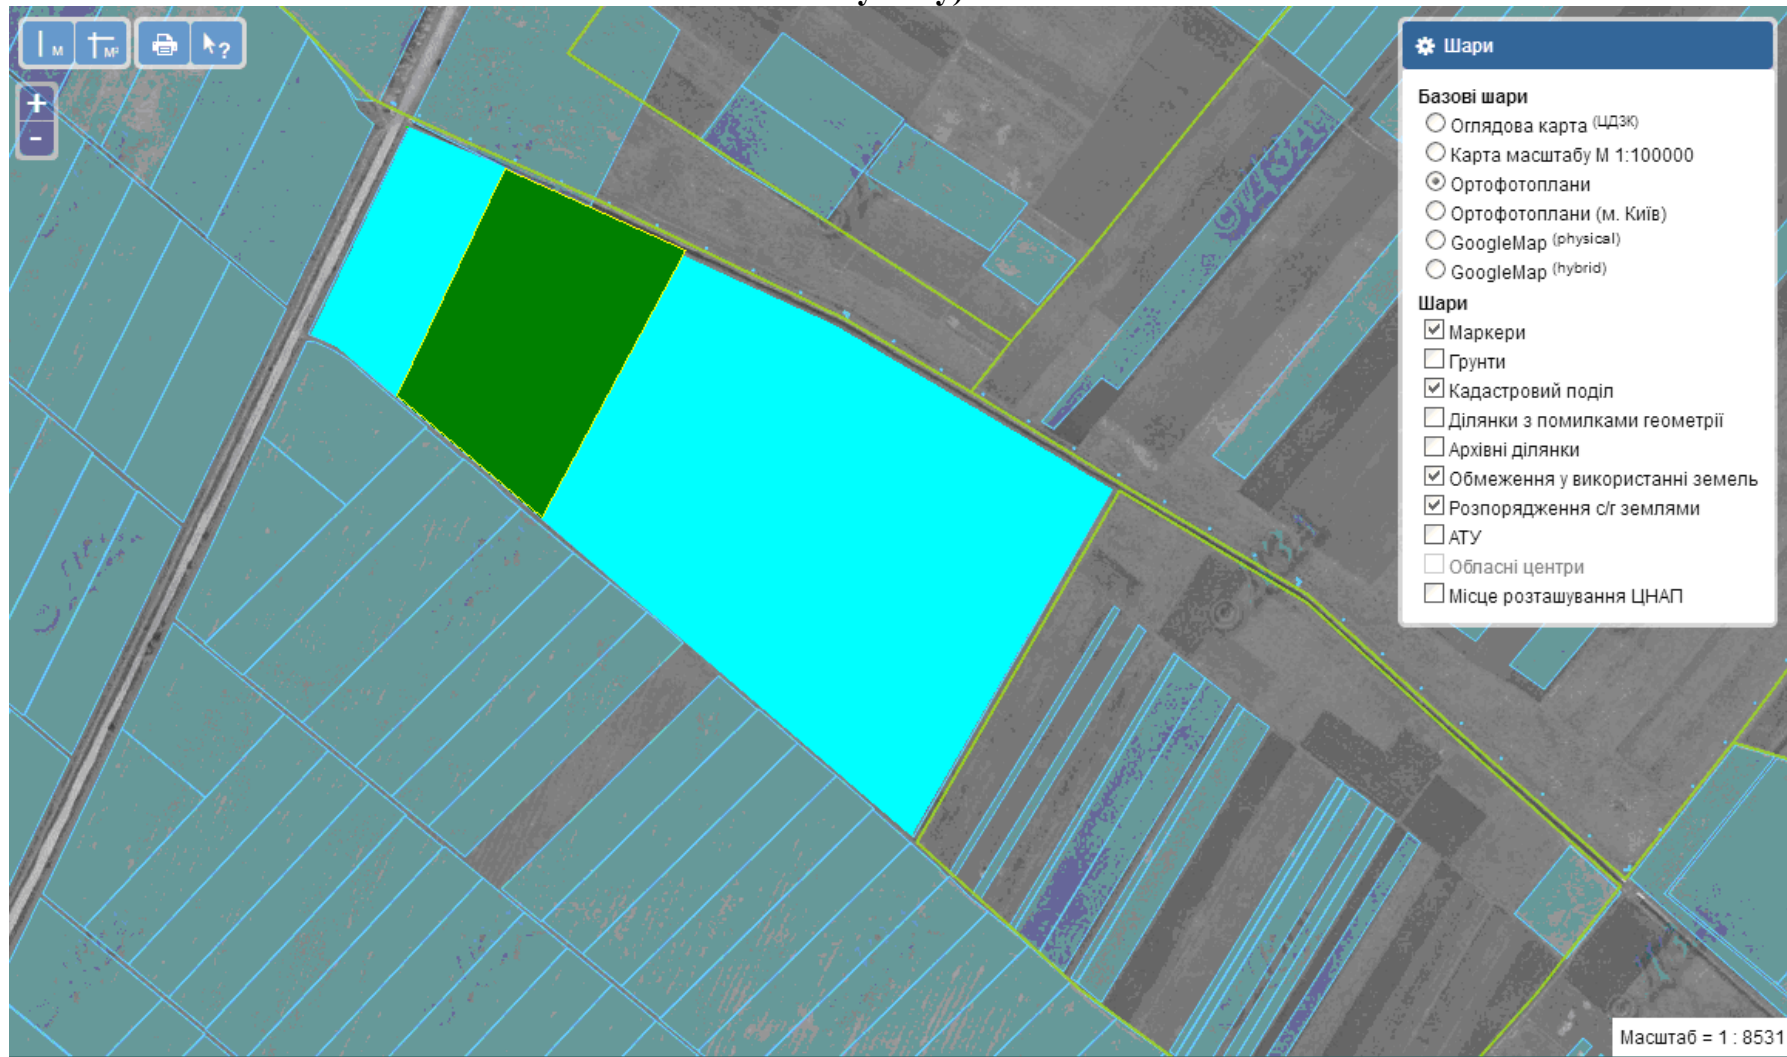 М
М²
?
+
-
Шари
Базові шари
Оглядова карта (ЦДЗК)
Карта масштабу М 1:100000
Ортофотоплани
Ортофотоплани (м. Київ)
GoogleMap (physical)
GoogleMap (hybrid)
Шари
Маркери
Грунти
Кадастровий поділ
Ділянки з помилками геометрії
Архівні ділянки
Обмеження у використанні земель
Розпорядження с/г землями
АТУ
Обласні центри
Місце розташування ЦНАП
Масштаб = 1 : 8531